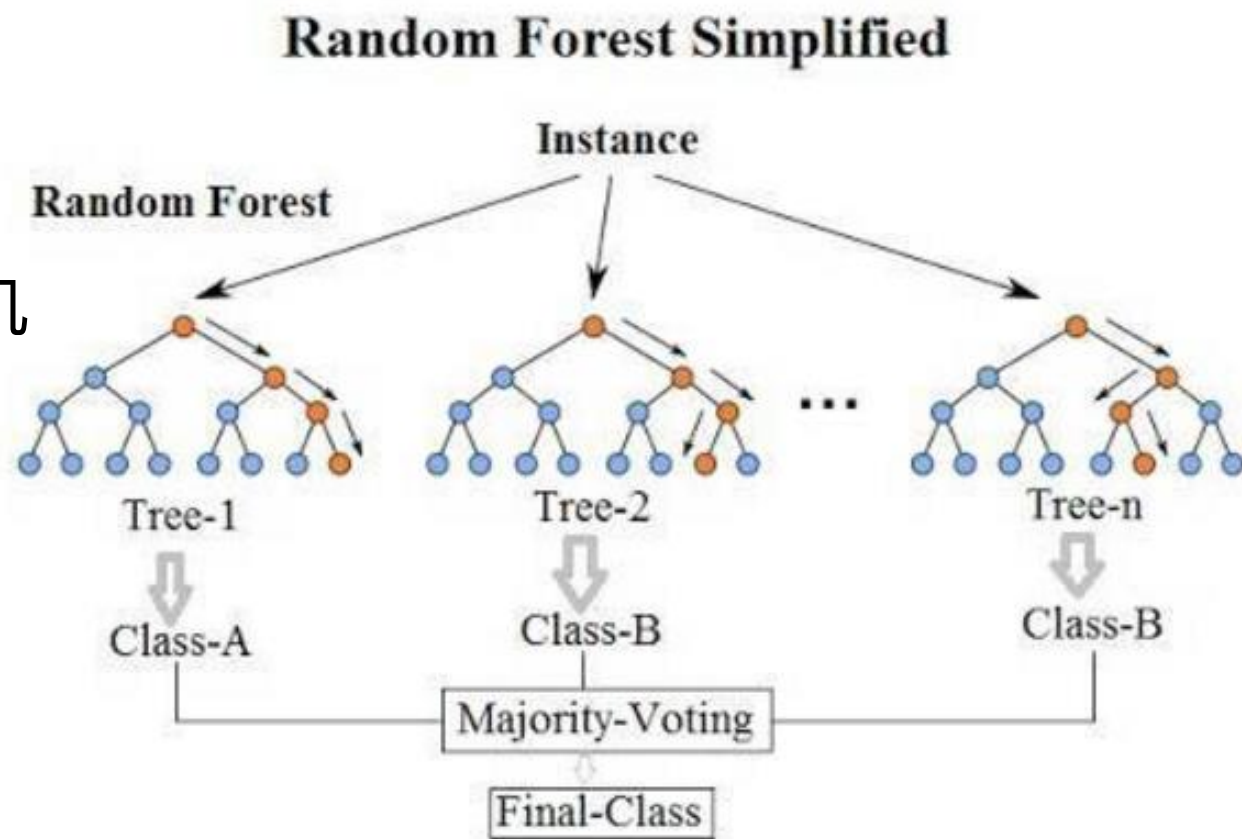 Random Forest Simplified
Instance
Random Forest
...
Tree-1
Tree-2
Tree-n
Class-A
Class-B
Class-B
Majority-Voting
Final-Class